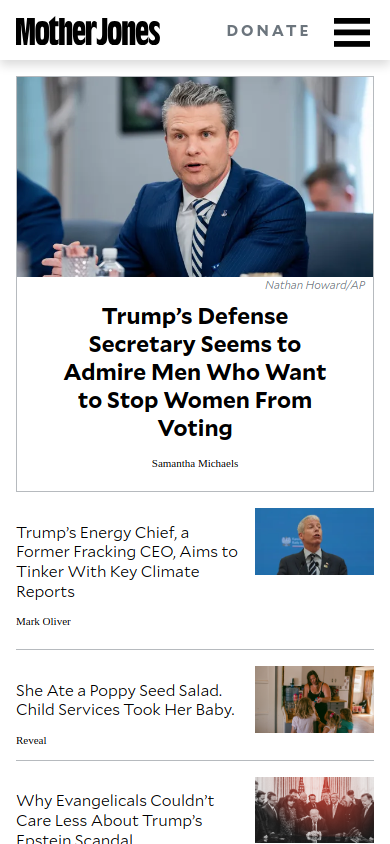 Mother Jones
DONATE
Nathan Howard/AP
Trump’s Defense
Secretary Seems to
Admire Men Who Want
to Stop Women From
Voting
Samantha Michaels
Trump’s Energy Chief, a
Former Fracking CEO, Aims to
Tinker With Key Climate
Reports
Mark Oliver
She Ate a Poppy Seed Salad.
Child Services Took Her Baby.
Reveal
Why Evangelicals Couldn’t
Care Less About Trump’s
Epstein Scandal